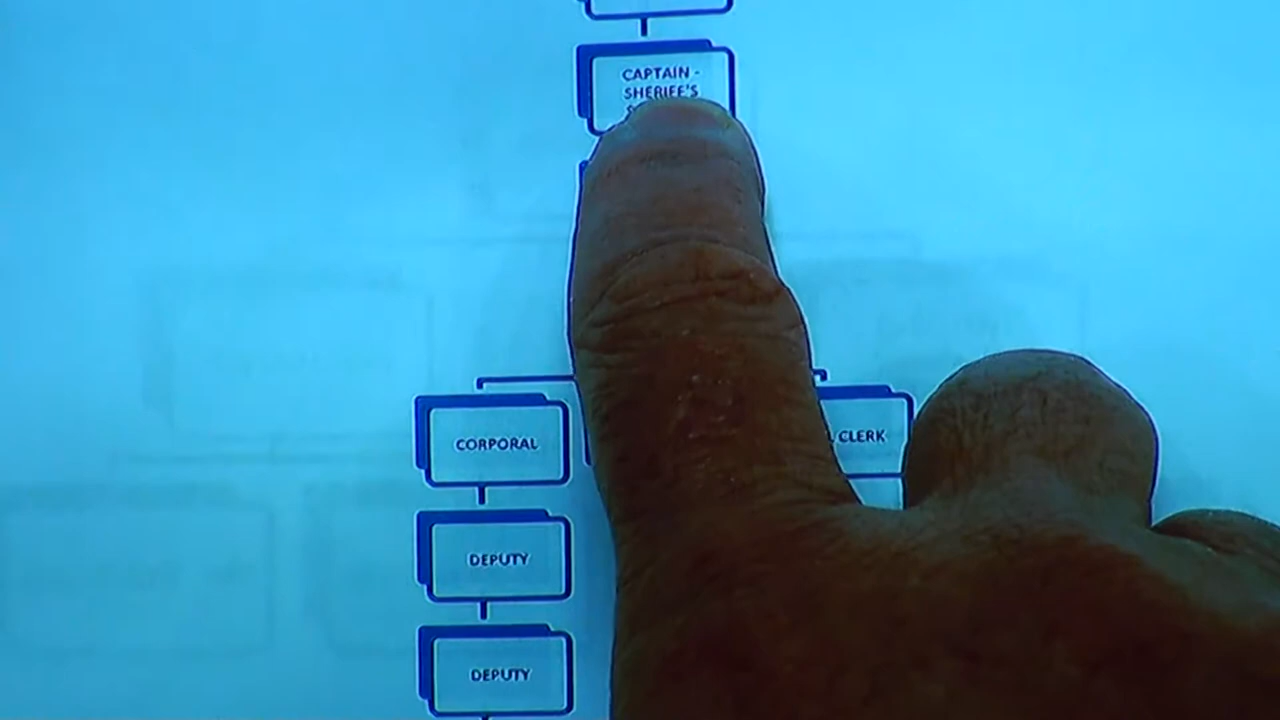 CAPTAIN -
SHERIFF'S
CORPORAL
CLERK
DEPUTY
DEPUTY